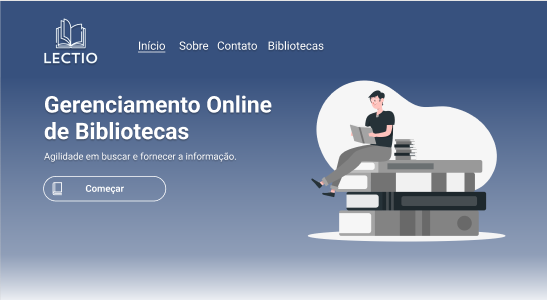 LECTIO
Início Sobre Contato Bibliotecas
Gerenciamento Online
de Bibliotecas
Agilidade em buscar e fornecer a informação.
Começar